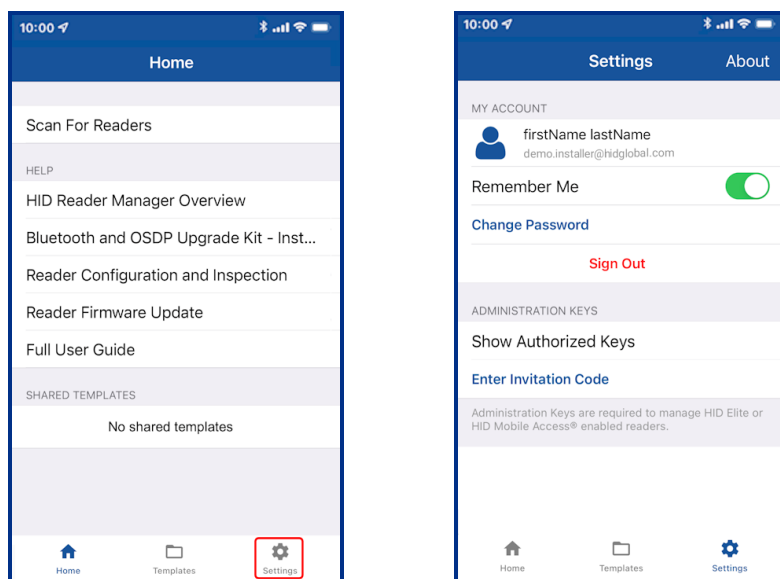 10:00
Home
Scan For Readers
HELP
HID Reader Manager Overview
Bluetooth and OSDP Upgrade Kit - Inst...
Reader Configuration and Inspection
Reader Firmware Update
Full User Guide
SHARED TEMPLATES
No shared templates
Home
Templates
Settings
10:00
Settings
About
MY ACCOUNT
firstName lastName
demo.installer@hidglobal.com
Remember Me
Change Password
Sign Out
ADMINISTRATION KEYS
Show Authorized Keys
Enter Invitation Code
Administration Keys are required to manage HID Elite or
HID Mobile Access® enabled readers.
Home
Templates
Settings